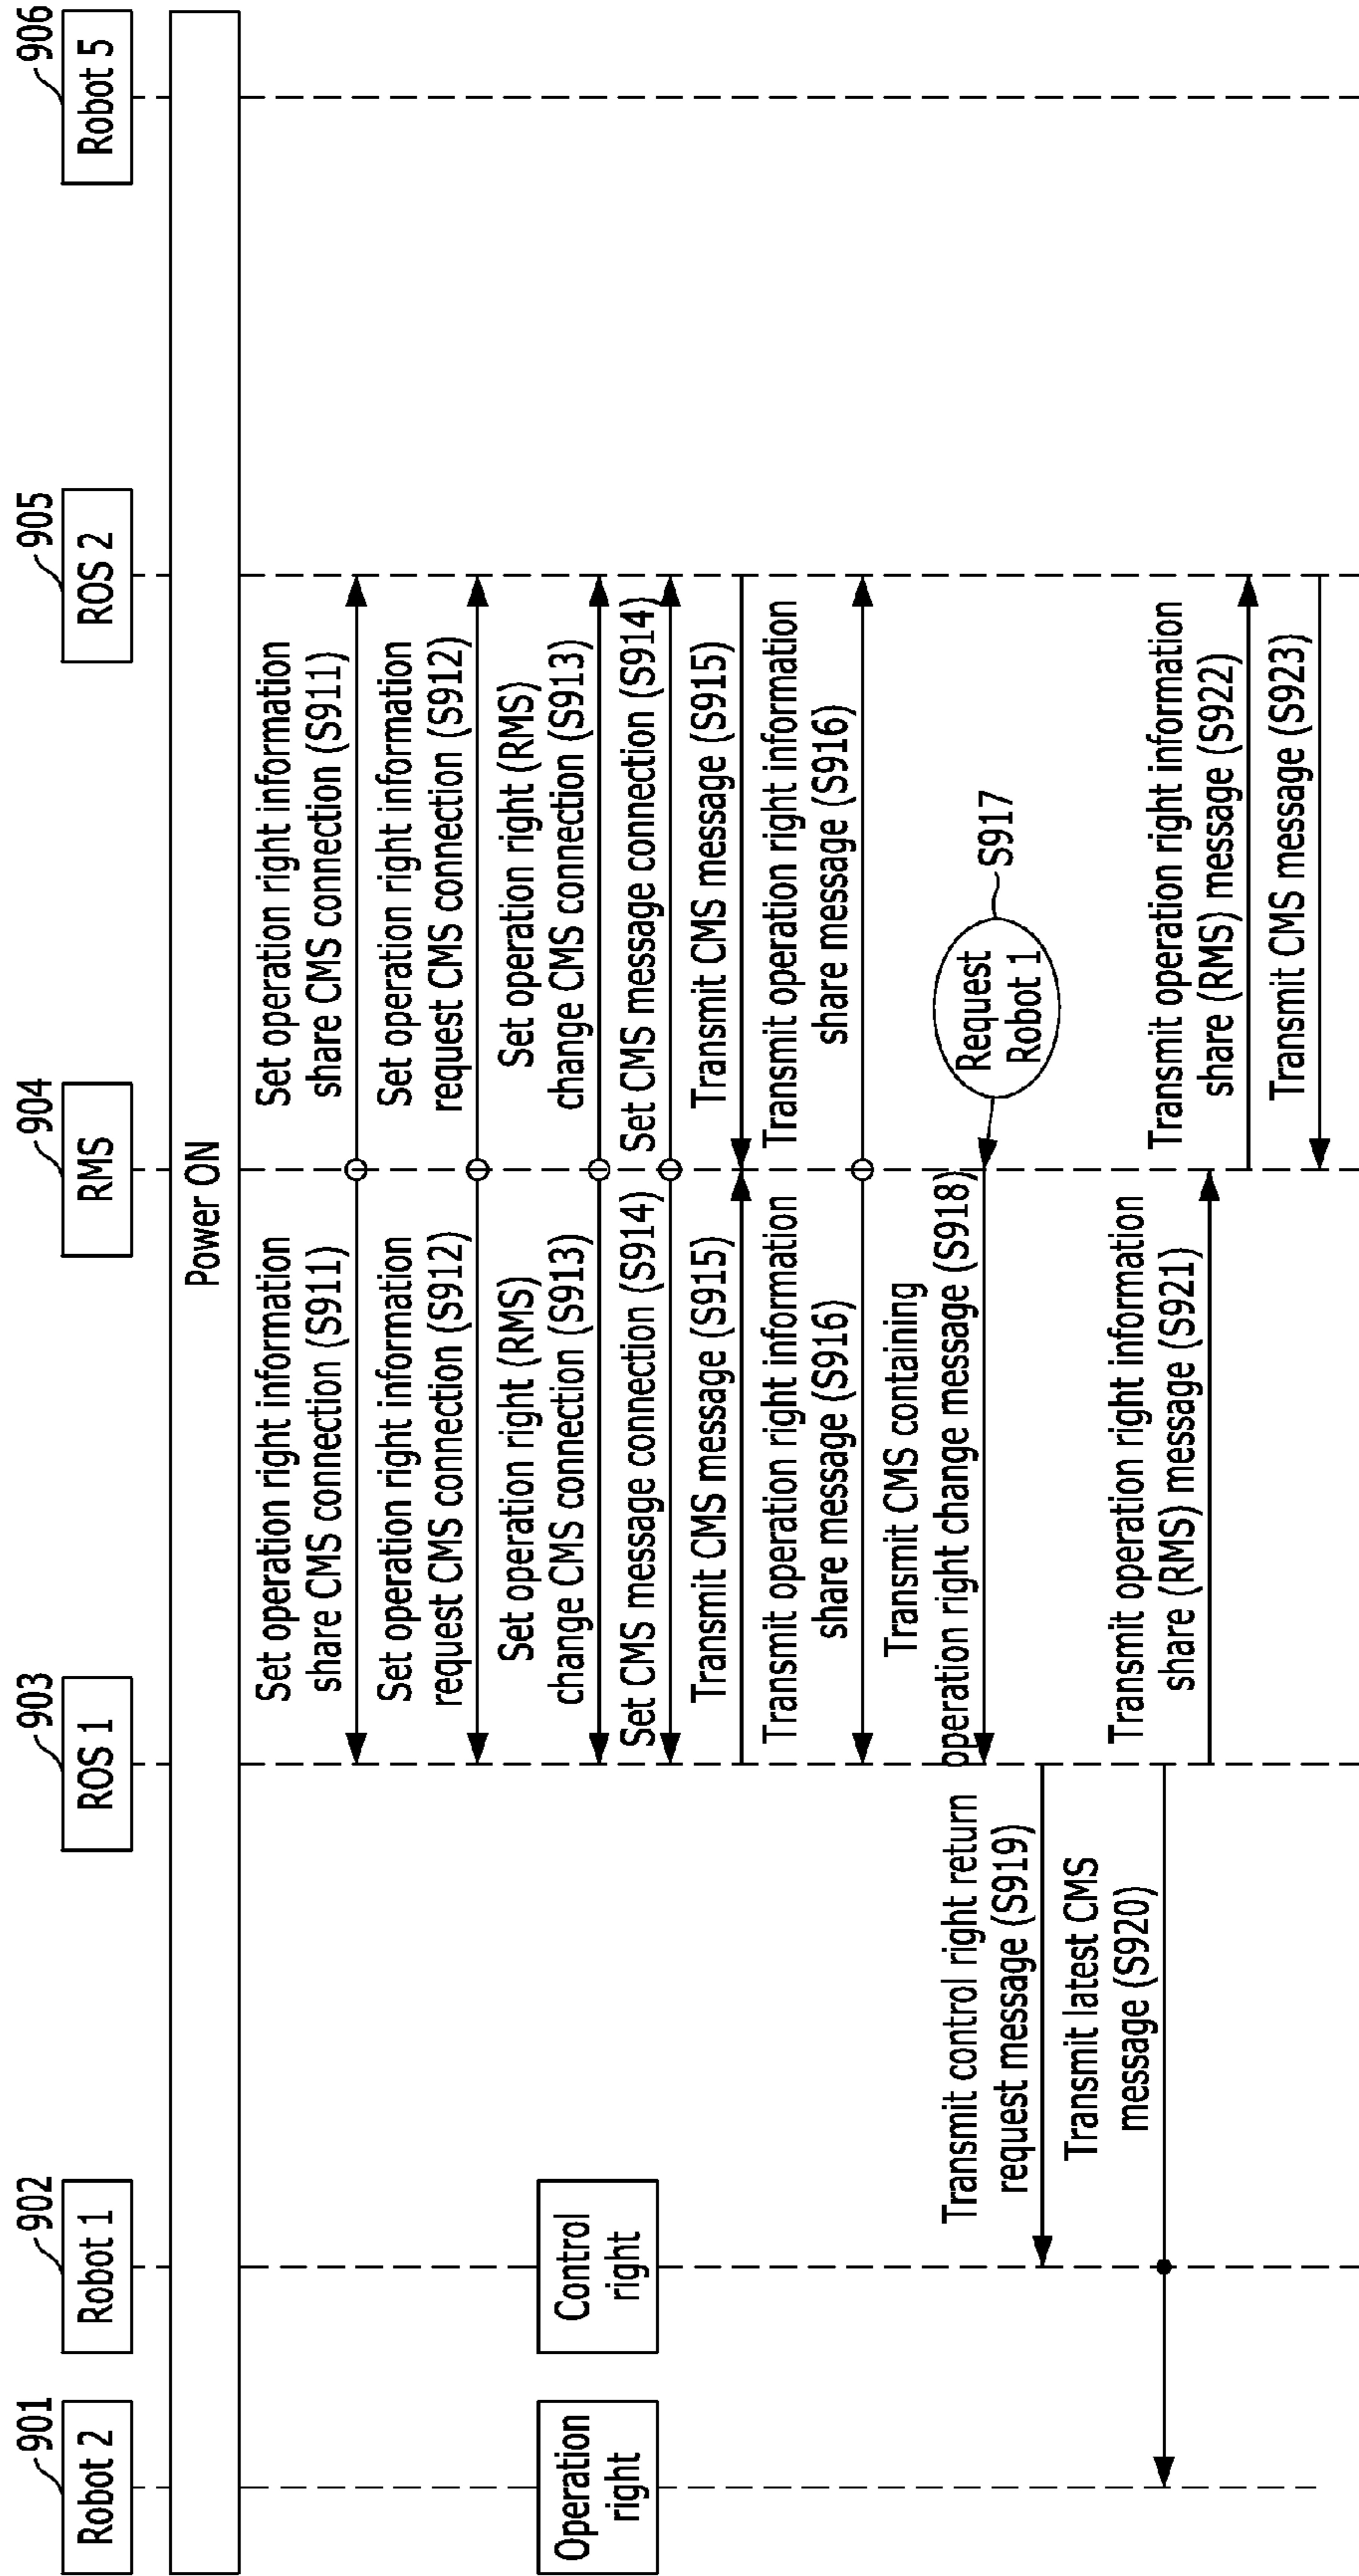 901
902
903
904
905
906
Robot 2
Robot 1
ROS 1
RMS
ROS 2
Robot 5
Power ON
Set operation right information
share CMS connection (S911)
Set operation right information
share CMS connection (S911)
Set operation right information
request CMS connection (S912)
Set operation right information
request CMS connection (S912)
Operation
right
Control
right
Set operation right (RMS)
change CMS connection (S913)
Set operation right (RMS)
change CMS connection (S913)
Set CMS message connection (S914)
Set CMS message connection (S914)
Transmit CMS message (S915)
Transmit CMS message (S915)
Transmit operation right information
share message (S916)
Transmit operation right information
share message (S916)
Transmit CMS containing
operation right change message (S918)
Request
Robot 1
S917
Transmit control right return
request message (S919)
Transmit latest CMS
message (S920)
Transmit operation right information
share (RMS) message (S921)
Transmit operation right information
share (RMS) message (S922)
Transmit CMS message (S923)